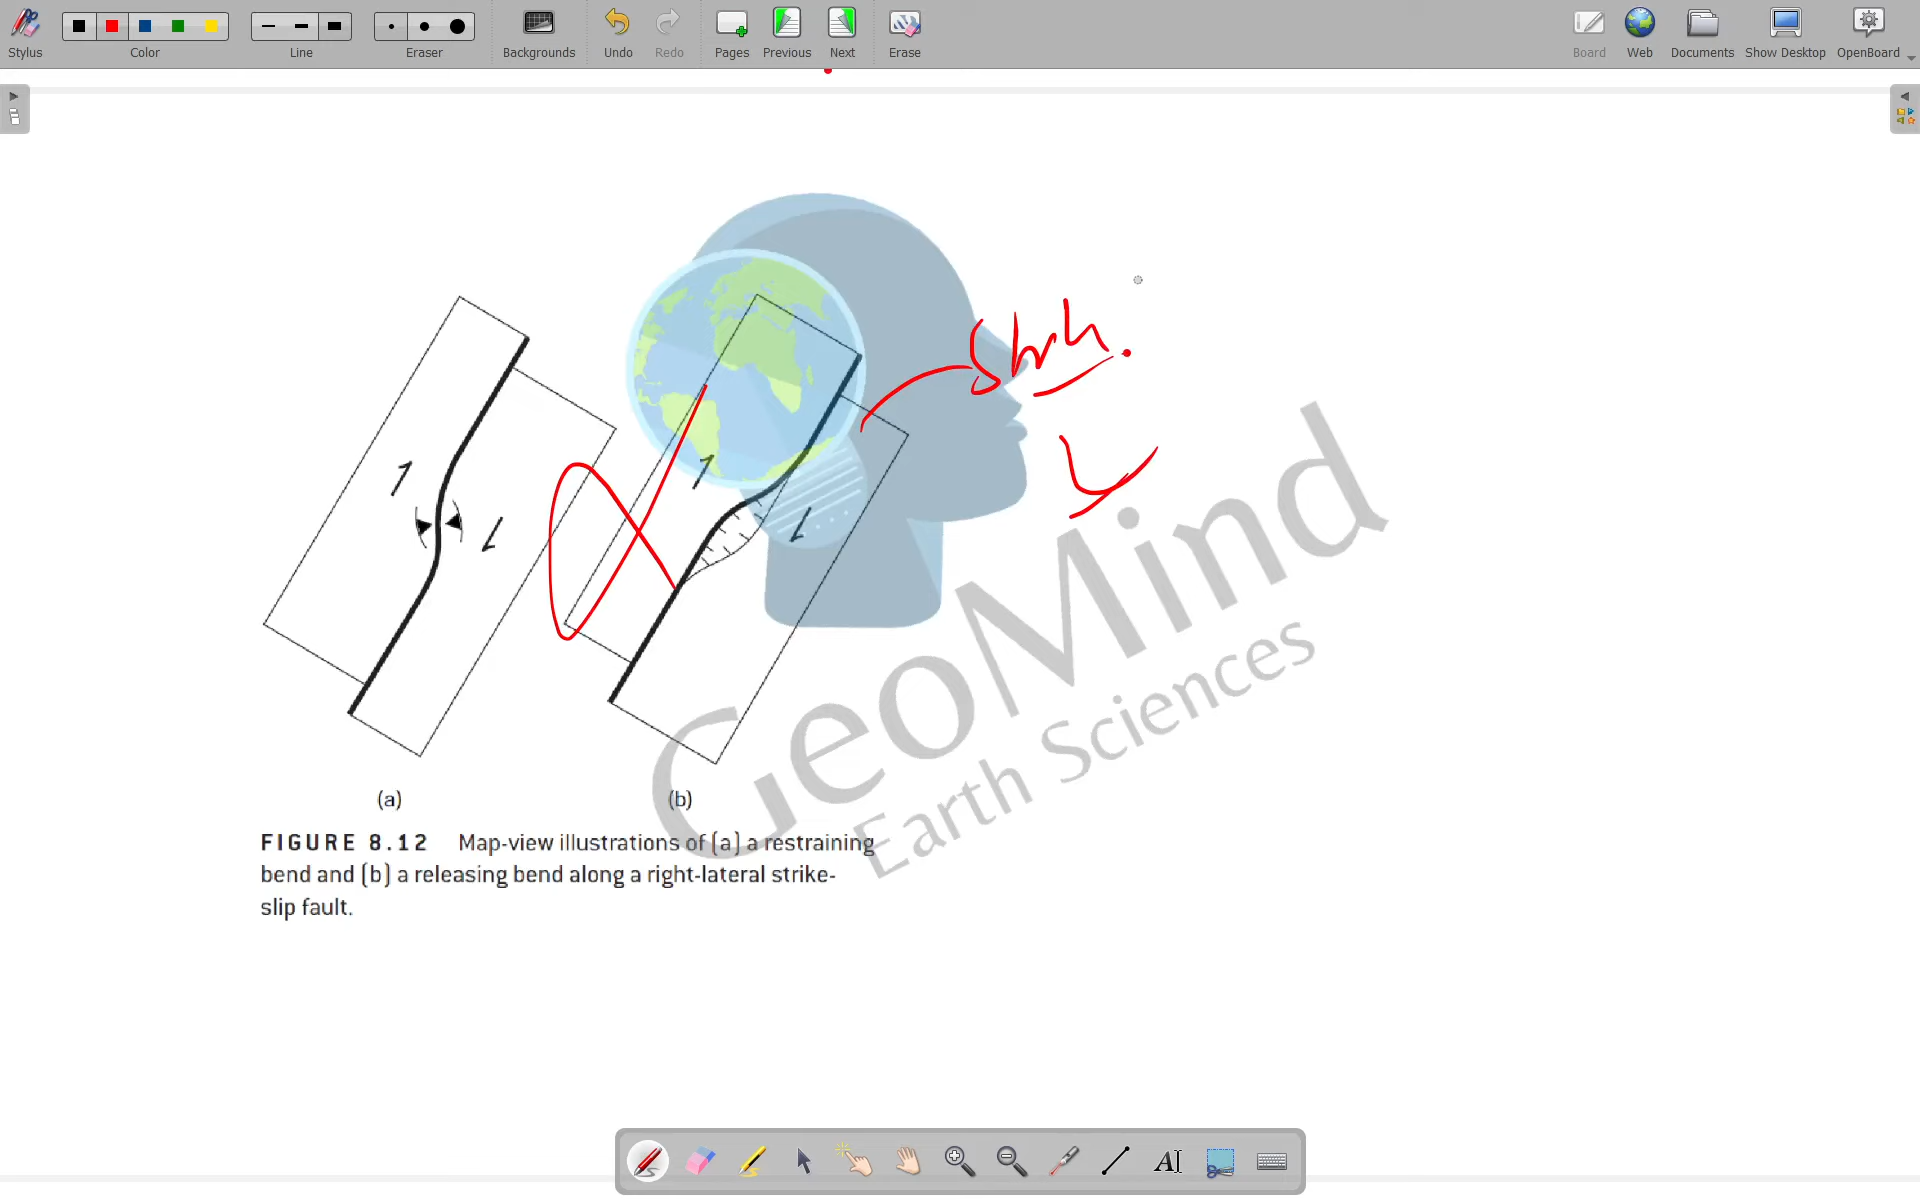 Stylus
Color
Line
Eraser
Backgrounds
Undo
Redo
Pages
Previous
Next
Erase
Board
Web
Documents
Show Desktop
OpenBoard
GeoMind
Earth Sciences
(a)
(b)
FIGURE 8.12 Map-view illustrations of (a) a restraining
bend and (b) a releasing bend along a right-lateral strike-
slip fault.